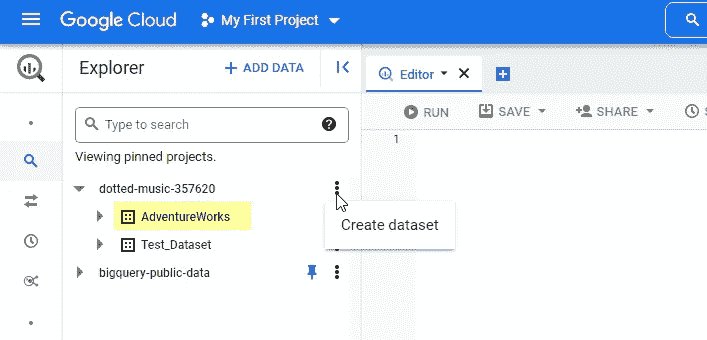 Google Cloud My First Project
Explorer + ADD DATA
Editor
RUN SAVE SHARE
Type to search ?
1
Viewing pinned projects.
dotted-music-357620
AdventureWorks
Create dataset
Test_Dataset
bigquery-public-data